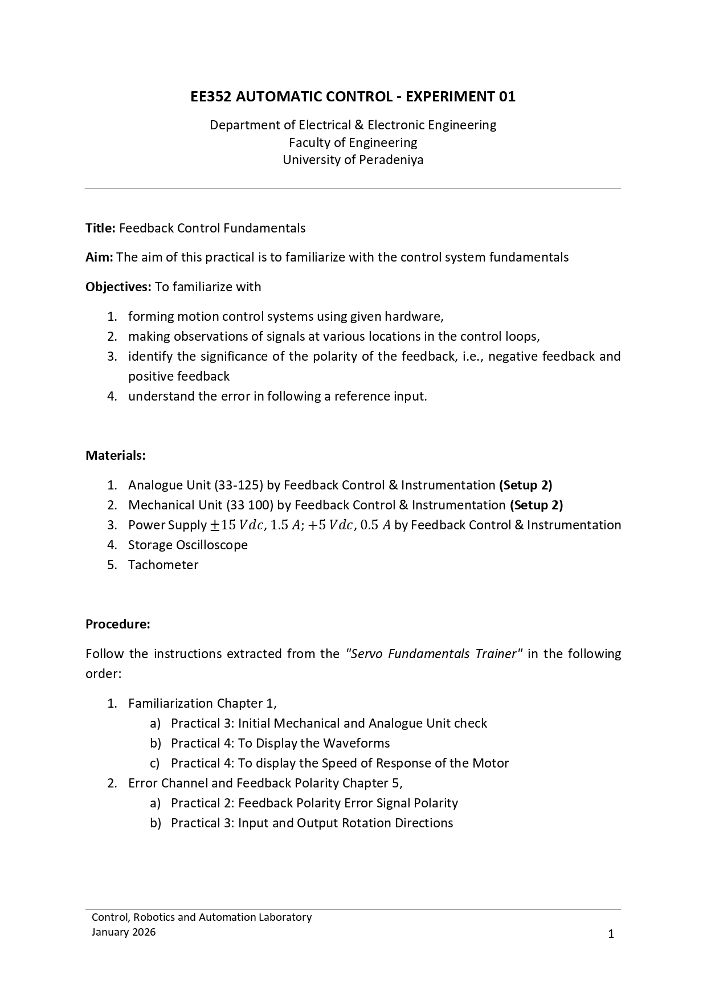 EE352 AUTOMATIC CONTROL - EXPERIMENT 01
Department of Electrical & Electronic Engineering
Faculty of Engineering
University of Peradeniya
Title: Feedback Control Fundamentals
Aim: The aim of this practical is to familiarize with the control system fundamentals
Objectives: To familiarize with
1. forming motion control systems using given hardware,
2. making observations of signals at various locations in the control loops,
3. identify the significance of the polarity of the feedback, i.e., negative feedback and
positive feedback
4. understand the error in following a reference input.
Materials:
1. Analogue Unit (33-125) by Feedback Control & Instrumentation (Setup 2)
2. Mechanical Unit (33 100) by Feedback Control & Instrumentation (Setup 2)
3. Power Supply ±15 Vdc, 1.5 A; +5 Vdc, 0.5 A by Feedback Control & Instrumentation
4. Storage Oscilloscope
5. Tachometer
Procedure:
Follow the instructions extracted from the "Servo Fundamentals Trainer" in the following
order:
1. Familiarization Chapter 1,
a) Practical 3: Initial Mechanical and Analogue Unit check
b) Practical 4: To Display the Waveforms
c) Practical 4: To display the Speed of Response of the Motor
2. Error Channel and Feedback Polarity Chapter 5,
a) Practical 2: Feedback Polarity Error Signal Polarity
b) Practical 3: Input and Output Rotation Directions
Control, Robotics and Automation Laboratory
January 2026
1